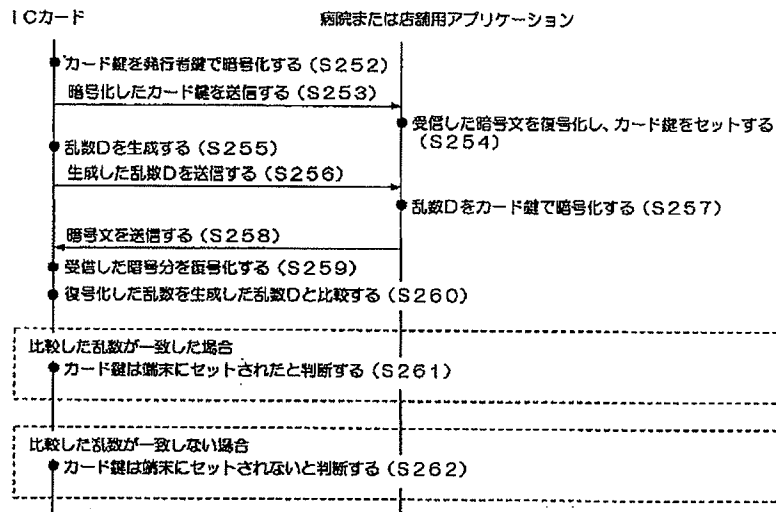 ICカード
病院または店舗用アプリケーション
カード鍵を発行者鍵で暗号化する（S252）
暗号化したカード鍵を送信する（S253）
受信した暗号文を復号化し、カード鍵をセットする
（S254）
乱数Dを生成する（S255）
生成した乱数Dを送信する（S256）
乱数Dをカード鍵で暗号化する（S257）
暗号文を送信する（S258）
受信した暗号分を復号化する（S259）
復号化した乱数を生成した乱数Dと比較する（S260）
比較した乱数が一致した場合
カード鍵は端末にセットされたと判断する（S261）
比較した乱数が一致しない場合
カード鍵は端末にセットされないと判断する（S262）